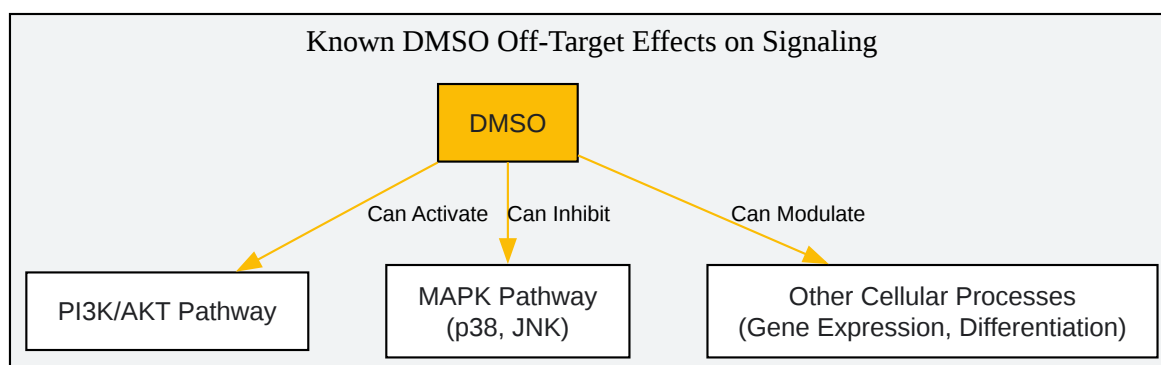 Known DMSO Off-Target Effects on Signaling
DMSO
Can Activate
Can Inhibit
Can Modulate
PI3K/AKT Pathway
MAPK Pathway
(p38, JNK)
Other Cellular Processes
(Gene Expression, Differentiation)